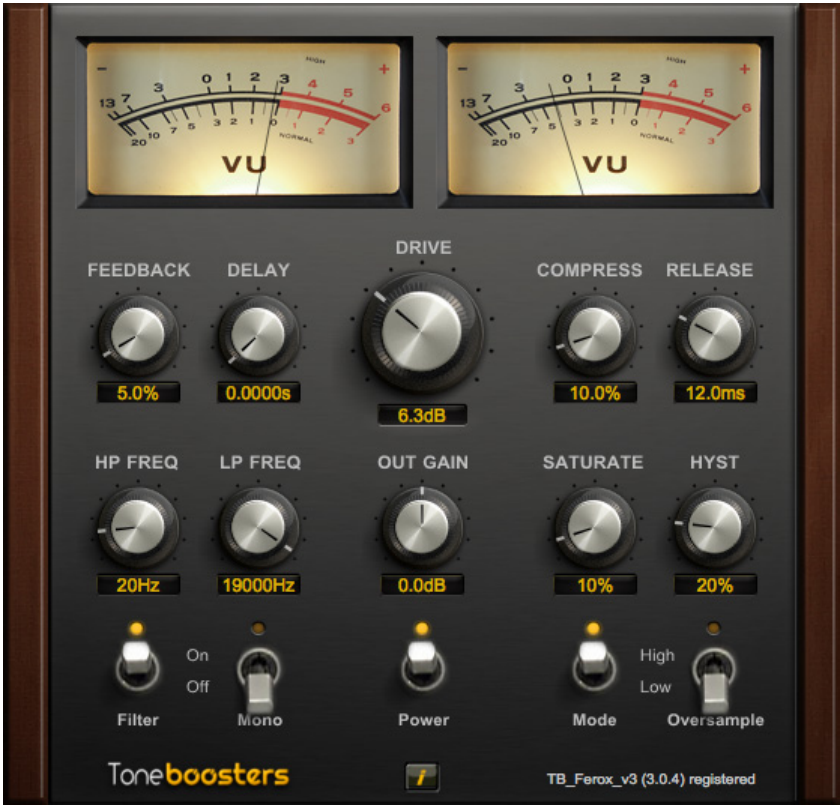 - HIGH +
13 7 3 0 1 2 3 4 5 6
20 10 7 5 3 2 1 0 1 2 3
NORMAL
VU
- HIGH +
13 7 3 0 1 2 3 4 5 6
20 10 7 5 3 2 1 0 1 2 3
NORMAL
VU
DRIVE
FEEDBACK DELAY COMPRESS RELEASE
5.0% 0.0000s 10.0% 12.0ms
6.3dB
HP FREQ LP FREQ OUT GAIN SATURATE HYST
20Hz 19000Hz 0.0dB 10% 20%
On High
Off Low
Filter Mono Power Mode Oversample
Toneboosters i TB_Ferox_v3 (3.0.4) registered